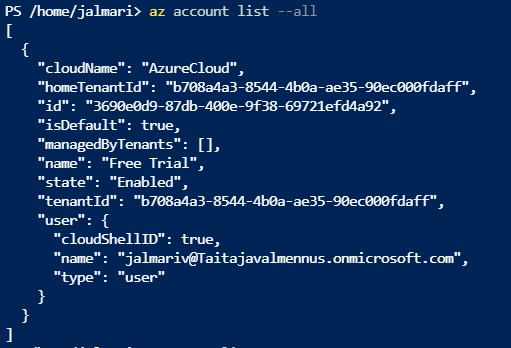 PS /home/jalmari> az account list --all
[
  {
    "cloudName": "AzureCloud",
    "homeTenantId": "b708a4a3-8544-4b0a-ae35-90ec000fdaff",
    "id": "3690e0d9-87db-400e-9f38-69721efd4a92",
    "isDefault": true,
    "managedByTenants": [],
    "name": "Free Trial",
    "state": "Enabled",
    "tenantId": "b708a4a3-8544-4b0a-ae35-90ec000fdaff",
    "user": {
      "cloudShellID": true,
      "name": "jalmariv@Taitajavalmennus.onmicrosoft.com",
      "type": "user"
    }
  }
]